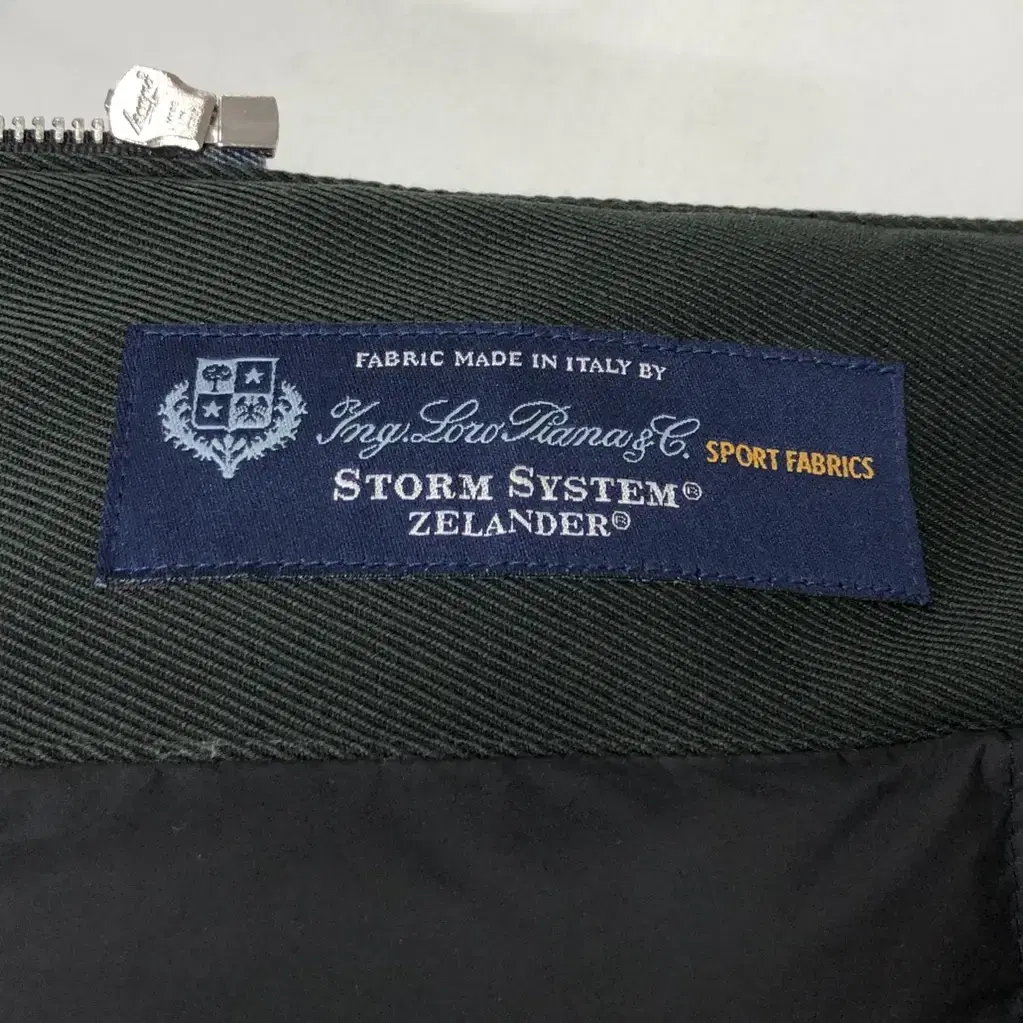 FABRIC MADE IN ITALY BY
Ing. Loro Piana & C.
SPORT FABRICS
STORM SYSTEM®
ZELANDER®